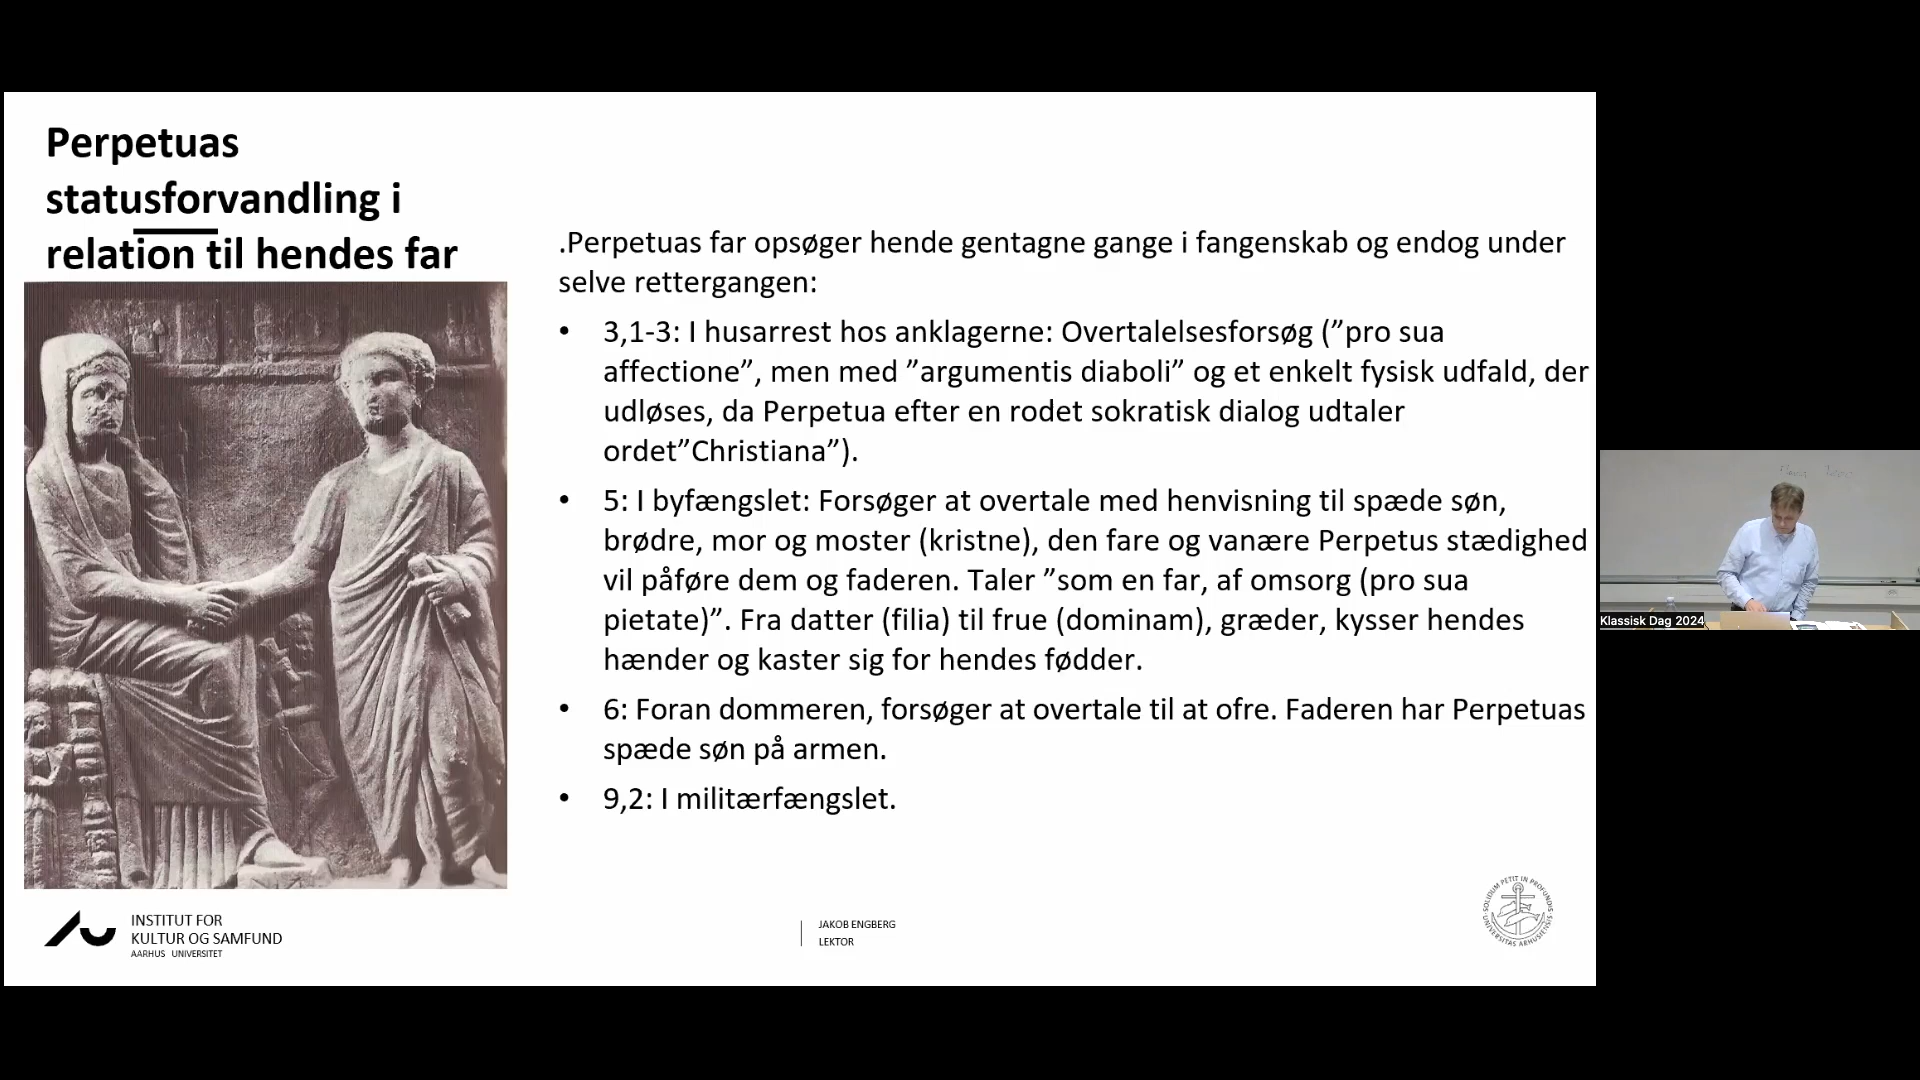 Perpetuas
statusforvandling i
relation til hendes far
.Perpetuas far opsøger hende gentagne gange i fangenskab og endog under
selve rettergangen:
• 3,1-3: I husarrest hos anklagerne: Overtalelsesforsøg (”pro sua
affectione”, men med ”argumentis diaboli” og et enkelt fysisk udfald, der
udløses, da Perpetua efter en rodet sokratisk dialog udtaler
ordet”Christiana”).
• 5: I byfængslet: Forsøger at overtale med henvisning til spæde søn,
brødre, mor og moster (kristne), den fare og vanære Perpetus stædighed
vil påføre dem og faderen. Taler ”som en far, af omsorg (pro sua
pietate)”. Fra datter (filia) til frue (dominam), græder, kysser hendes
hænder og kaster sig for hendes fødder.
• 6: Foran dommeren, forsøger at overtale til at ofre. Faderen har Perpetuas
spæde søn på armen.
• 9,2: I militærfængslet.
INSTITUT FOR
KULTUR OG SAMFUND
AARHUS UNIVERSITET
JAKOB ENGBERG
LEKTOR
SOLIDUM PETIT IN PROFUNDIS
UNIVERSITAS ARHUSIENSIS
Klassisk Dag 2024